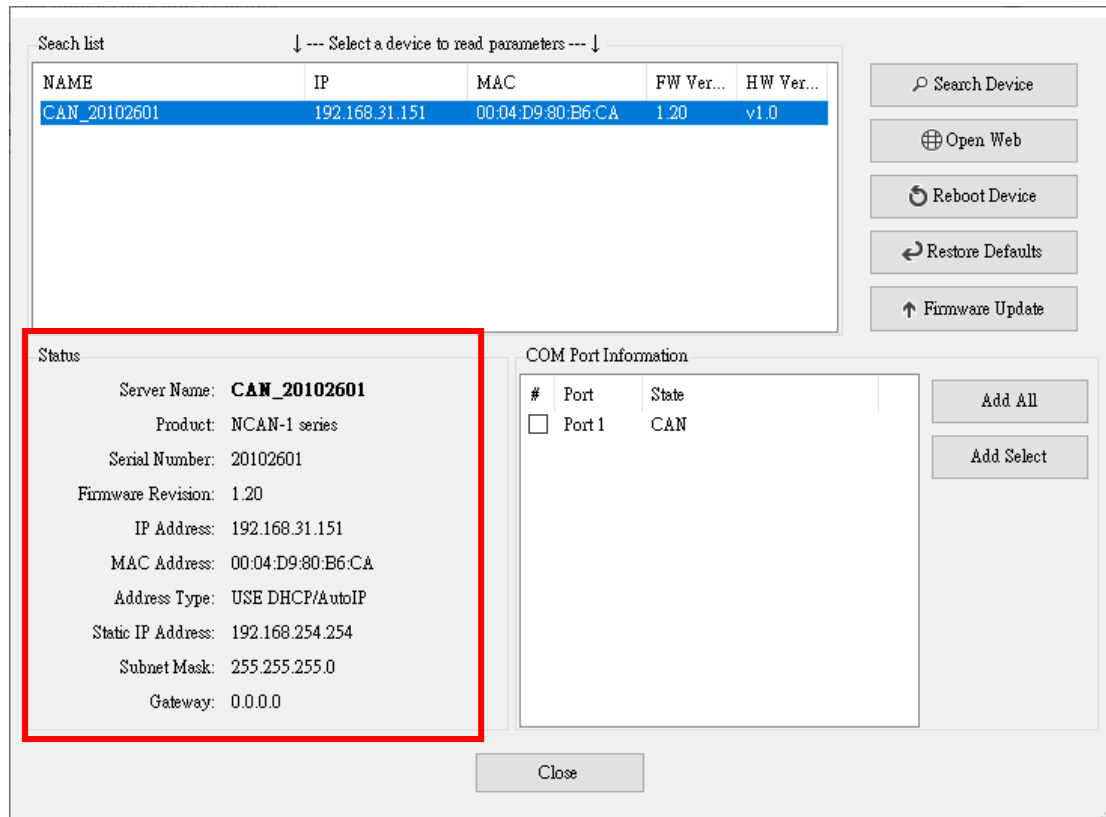 Seach list
↓ --- Select a device to read parameters --- ↓
NAME IP MAC FW Ver... HW Ver...
CAN_20102601 192.168.31.151 00:04:D9:80:B6:CA 1.20 v1.0
Search Device
Open Web
Reboot Device
Restore Defaults
Firmware Update
Status
Server Name: CAN_20102601
Product: NCAN-1 series
Serial Number: 20102601
Firmware Revision: 1.20
IP Address: 192.168.31.151
MAC Address: 00:04:D9:80:B6:CA
Address Type: USE DHCP/AutoIP
Static IP Address: 192.168.254.254
Subnet Mask: 255.255.255.0
Gateway: 0.0.0.0
COM Port Information
# Port State
Port 1 CAN
Add All
Add Select
Close